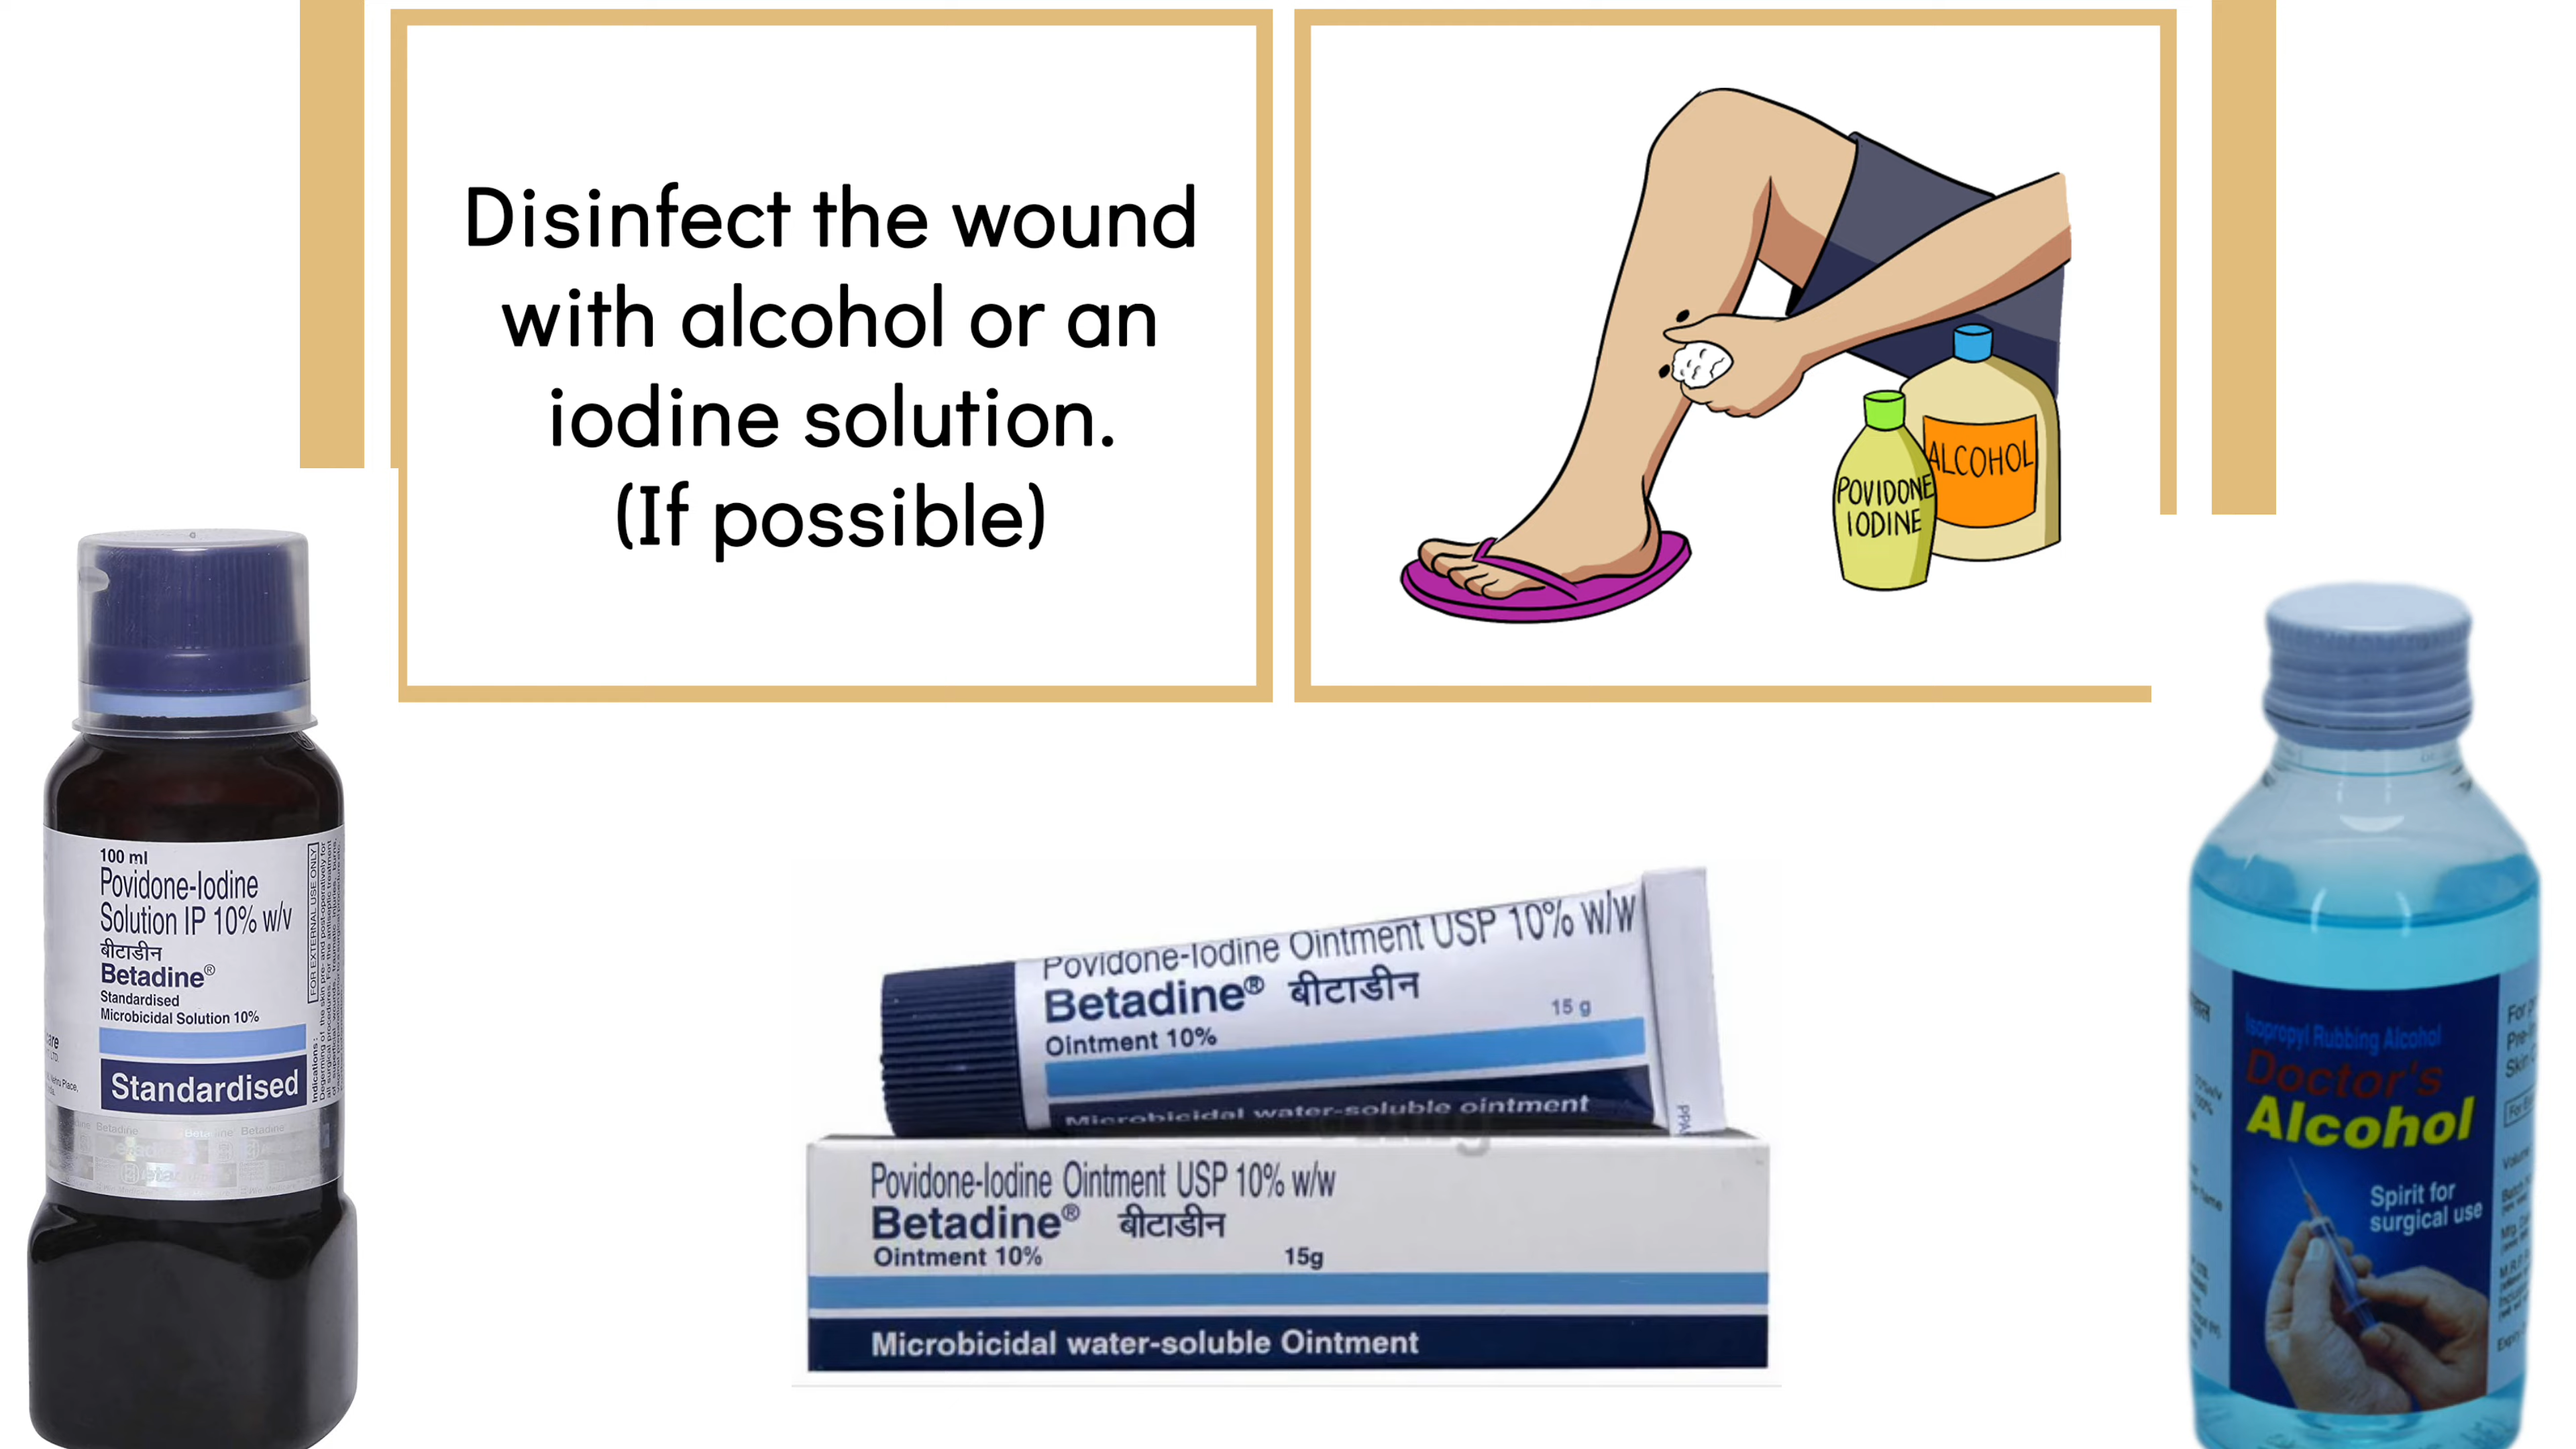 Disinfect the wound
with alcohol or an
iodine solution.
(If possible)
POVIDONE
IODINE
ALCOHOL
100 ml
Povidone-Iodine
Solution IP 10% w/v
बीटाडीन
Betadine®
Standardised
Microbicidal Solution 10%
Standardised
FOR EXTERNAL USE ONLY
Povidone-Iodine Ointment USP 10% w/w
Betadine® बीटाडीन
15 g
Ointment 10%
Microbicidal water-soluble ointment
Povidone-Iodine Ointment USP 10% w/w
Betadine® बीटाडीन
Ointment 10% 15g
Microbicidal water-soluble Ointment
Isopropyl Rubbing Alcohol
Doctor's
Alcohol
Spirit for
surgical use